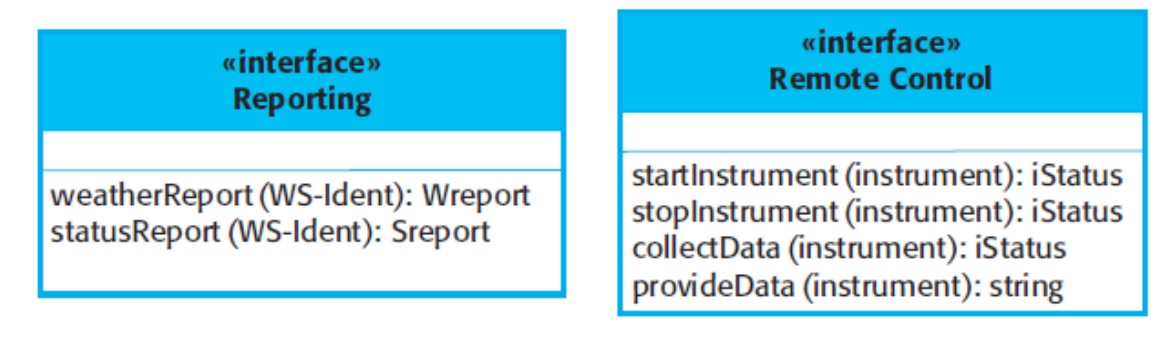 «interface»
Reporting
weatherReport (WS-Ident): Wreport
statusReport (WS-Ident): Sreport
«interface»
Remote Control
startInstrument (instrument): iStatus
stopInstrument (instrument): iStatus
collectData (instrument): iStatus
provideData (instrument): string